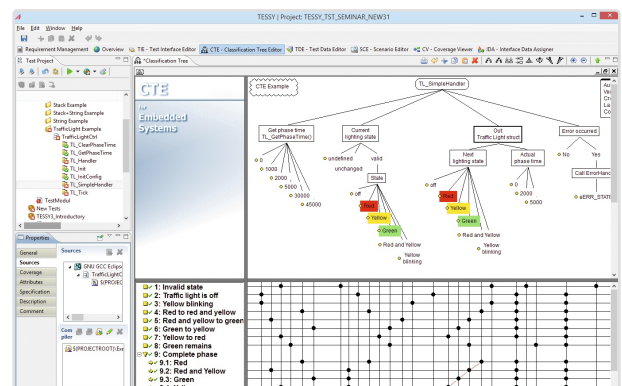 TESSY | Project: TESSY_TST_SEMINAR_NEW31
File Edit Window Help
Requirement Management Overview TIE - Test Interface Editor CTE - Classification Tree Editor TDE - Test Data Editor SCE - Scenario Editor CV - Coverage Viewer IDA - Interface Data Assigner
Test Project
*Classification Tree
Stack Example
Stack+String Example
String Example
TrafficLight Example
TrafficLightCtrl
TL_ClearPhaseTime
TL_GetPhaseTime
TL_Handler
TL_Init
TL_InitConfig
TL_SimpleHandler
TL_Tick
TestModul
New Tests
TESSY3_Introductory
CTE
for
Embedded
Systems
CTE Example
TL_SimpleHandler
Get phase time
TL_GetPhaseTime()
0
1000
2000
5000
30000
45000
Current
lighting state
undefined
valid
unchanged
State
off
Red
Yellow
Green
Red and Yellow
Yellow
blinking
Out
Traffic Light struct
Next
lighting state
off
Red
Yellow
Green
Red and Yellow
Yellow
blinking
Actual
phase time
0
2000
5000
Error occurred
No
Yes
Call ErrorHanc
Properties
General
Sources
Coverage
Attributes
Specification
Description
Comment
Sources
GNU GCC Eclips
TrafficLightC
$(PROJEC
Com
piler
$(PROJECTROOT)\Exa
1: Invalid state
2: Traffic light is off
3: Yellow blinking
4: Red to red and yellow
5: Red and yellow to green
6: Green to yellow
7: Yellow to red
8: Green remains
9: Complete phase
9.1: Red
9.2: Red and Yellow
9.3: Green